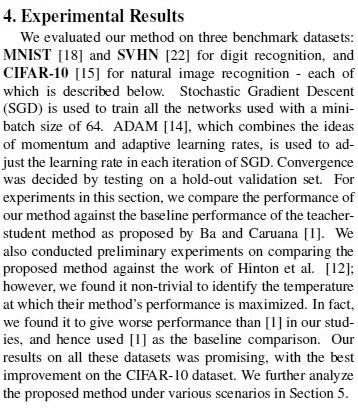 4. Experimental Results
We evaluated our method on three benchmark datasets:
MNIST [18] and SVHN [22] for digit recognition, and
CIFAR-10 [15] for natural image recognition - each of
which is described below. Stochastic Gradient Descent
(SGD) is used to train all the networks used with a mini-
batch size of 64. ADAM [14], which combines the ideas
of momentum and adaptive learning rates, is used to ad-
just the learning rate in each iteration of SGD. Convergence
was decided by testing on a hold-out validation set. For
experiments in this section, we compare the performance of
our method against the baseline performance of the teacher-
student method as proposed by Ba and Caruana [1]. We
also conducted preliminary experiments on comparing the
proposed method against the work of Hinton et al. [12];
however, we found it non-trivial to identify the temperature
at which their method's performance is maximized. In fact,
we found it to give worse performance than [1] in our stud-
ies, and hence used [1] as the baseline comparison. Our
results on all these datasets was promising, with the best
improvement on the CIFAR-10 dataset. We further analyze
the proposed method under various scenarios in Section 5.